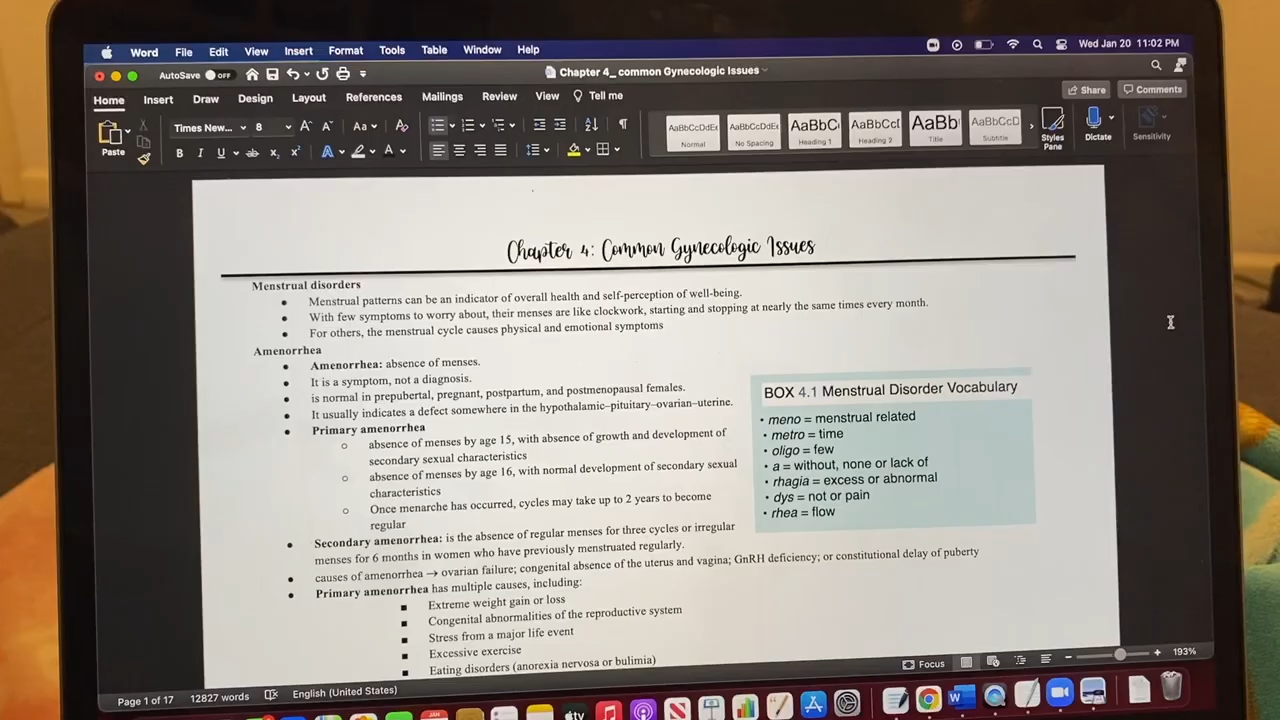 Word File Edit View Insert Format Tools Table Window Help Wed Jan 20 11:02 PM
AutoSave OFF Chapter 4_ common Gynecologic Issues
Home Insert Draw Design Layout References Mailings Review View Tell me Share Comments
Paste Times New... 8 Aa
AaBbCcDdEe Normal
AaBbCcDdEe No Spacing
AaBbC Heading 1
AaBbCcI Heading 2
AaBb Title
AaBbCcD Subtitle
Styles Pane
Dictate
Sensitivity
B I U ab X₂ X² A A
Chapter 4: Common Gynecologic Issues
Menstrual disorders
• Menstrual patterns can be an indicator of overall health and self-perception of well-being.
• With few symptoms to worry about, their menses are like clockwork, starting and stopping at nearly the same times every month.
• For others, the menstrual cycle causes physical and emotional symptoms
Amenorrhea
• Amenorrhea: absence of menses.
• It is a symptom, not a diagnosis.
• is normal in prepubertal, pregnant, postpartum, and postmenopausal females.
• It usually indicates a defect somewhere in the hypothalamic–pituitary–ovarian–uterine.
• Primary amenorrhea
o absence of menses by age 15, with absence of growth and development of
secondary sexual characteristics
o absence of menses by age 16, with normal development of secondary sexual
characteristics
o Once menarche has occurred, cycles may take up to 2 years to become
regular
BOX 4.1 Menstrual Disorder Vocabulary
• meno = menstrual related
• metro = time
• oligo = few
• a = without, none or lack of
• rhagia = excess or abnormal
• dys = not or pain
• rhea = flow
• Secondary amenorrhea: is the absence of regular menses for three cycles or irregular
menses for 6 months in women who have previously menstruated regularly.
• causes of amenorrhea → ovarian failure; congenital absence of the uterus and vagina; GnRH deficiency; or constitutional delay of puberty
• Primary amenorrhea has multiple causes, including:
▪ Extreme weight gain or loss
▪ Congenital abnormalities of the reproductive system
▪ Stress from a major life event
▪ Excessive exercise
▪ Eating disorders (anorexia nervosa or bulimia)
Page 1 of 17 12827 words English (United States) Focus 193%
JAN
tv